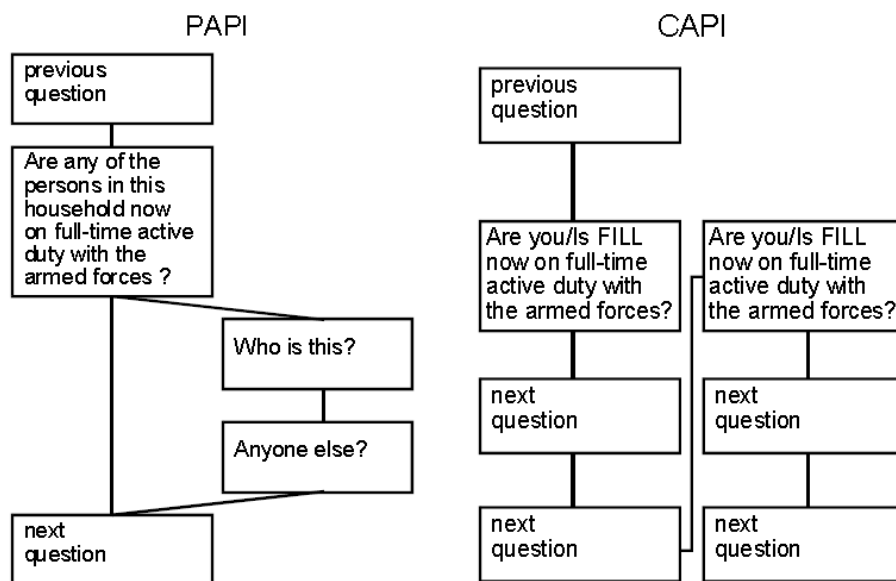 PAPI
previous
question
Are any of the
persons in this
household now
on full-time active
duty with the
armed forces ?
Who is this?
Anyone else?
next
question
CAPI
previous
question
Are you/Is FILL
now on full-time
active duty with
the armed forces?
next
question
next
question
Are you/Is FILL
now on full-time
active duty with
the armed forces?
next
question
next
question